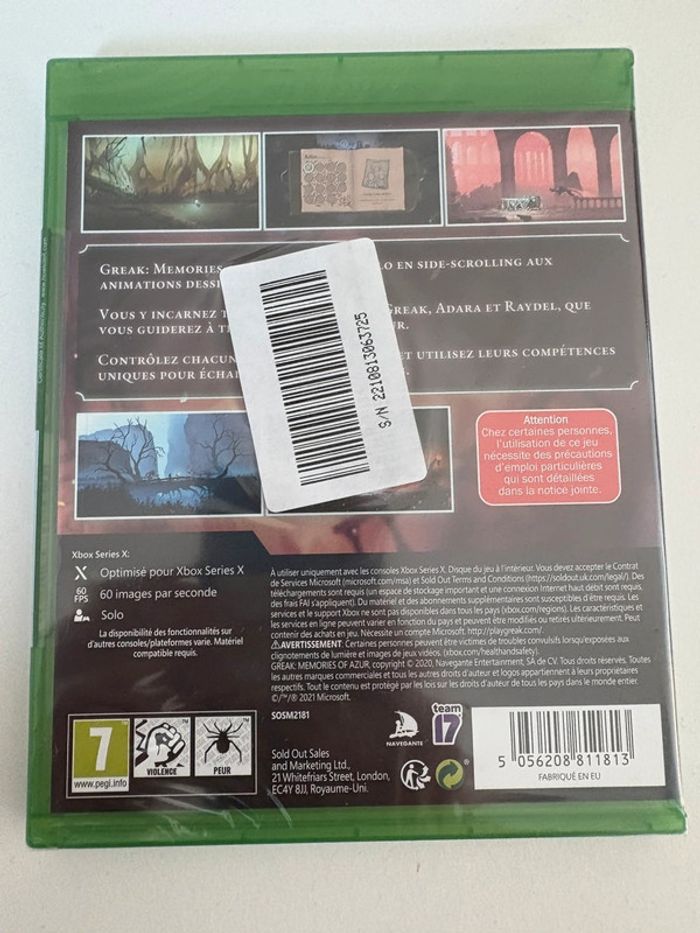 GREAK: MEMORIES LO EN SIDE-SCROLLING AUX
ANIMATIONS DESSI
VOUS Y INCARNEZ T GREAK, ADARA ET RAYDEL, QUE
VOUS GUIDEREZ À T UR.
CONTRÔLEZ CHACUN ET UTILISEZ LEURS COMPÉTENCES
UNIQUES POUR ÉCHA
S/N 2210813063725
Attention
Chez certaines personnes,
l'utilisation de ce jeu
nécessite des précautions
d'emploi particulières
qui sont détaillées
dans la notice jointe.
Xbox Series X:
X Optimisé pour Xbox Series X
60 FPS 60 images par seconde
Solo
La disponibilité des fonctionnalités sur
d'autres consoles/plateformes varie. Matériel
compatible requis.
À utiliser uniquement avec les consoles Xbox Series X. Disque du jeu à l'intérieur. Vous devez accepter le Contrat
de Services Microsoft (microsoft.com/msa) et Sold Out Terms and Conditions (https://soldout.uk.com/legal/). Des
téléchargements sont requis (un espace de stockage important et une connexion Internet haut débit sont requis,
des frais FAI s'appliquent). Du matériel et des abonnements supplémentaires sont susceptibles d'être requis. Les
services et le support Xbox ne sont pas disponibles dans tous les pays (xbox.com/regions). Les caractéristiques et
les services en ligne peuvent varier en fonction du pays et peuvent être modifiés ou retirés ultérieurement. Peut
contenir des achats en jeu. Nécessite un compte Microsoft. http://playgreak.com/.
⚠AVERTISSEMENT: Certaines personnes peuvent être victimes de troubles convulsifs lorsqu'exposées aux
clignotements de lumière et images de jeux vidéos. (xbox.com/healthandsafety).
GREAK: MEMORIES OF AZUR, copyright © 2020, Navegante Entertainment, SA de CV. Tous droits réservés. Toutes
les autres marques commerciales et tous les autres droits d'auteur et logos appartiennent à leurs propriétaires
respectifs. Tout le contenu est protégé par les lois sur les droits d'auteur de tous les pays dans le monde entier.
©/™/® 2021 Microsoft.
SOSM2181
Sold Out Sales
and Marketing Ltd.,
21 Whitefriars Street, London,
EC4Y 8JJ, Royaume-Uni.
7
www.pegi.info
VIOLENCE
PEUR
NAVEGANTE
team
17
5 056208 811813
FABRIQUÉ EN EU